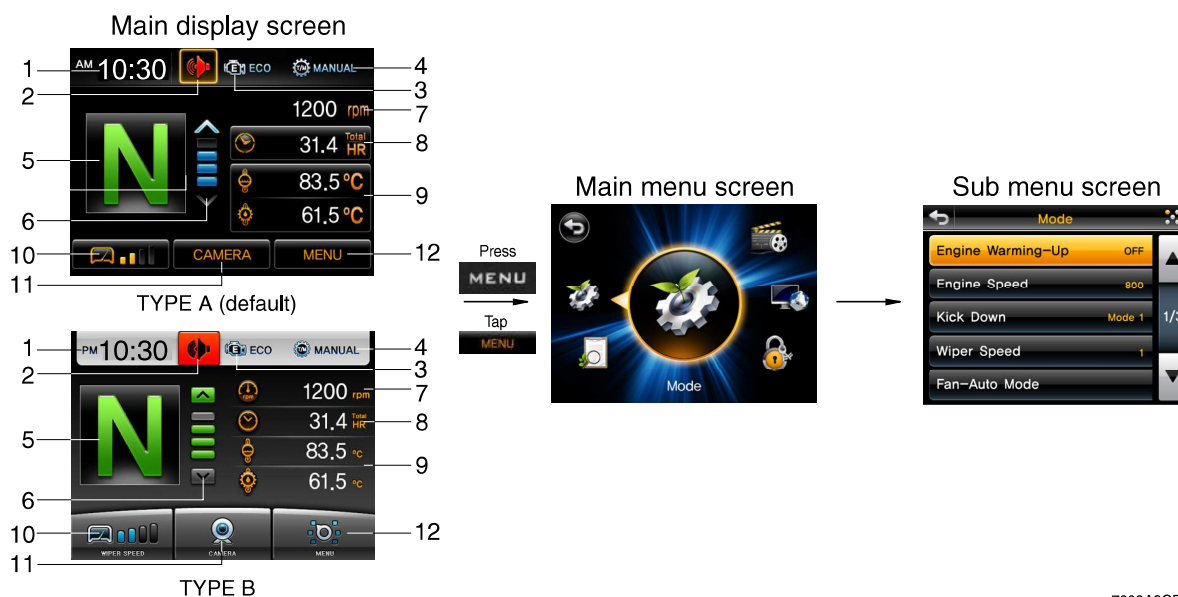 Main display screen
1 AM 10:30 ECO MANUAL 4
2 3
1200 rpm 7
31.4 Total HR 8
5 N 83.5 °C 9
6 61.5 °C
10 CAMERA MENU 12
11
TYPE A (default)
1 PM 10:30 E ECO T/M MANUAL 4
2 3
rpm 1200 rpm 7
31.4 Total HR 8
5 N 83.5 °C 9
6 61.5 °C
10 12
WIPER SPEED CAMERA MENU
11
TYPE B
Press
MENU
Tap
MENU
Main menu screen
Mode
Sub menu screen
Mode
Engine Warming-Up OFF
Engine Speed 800
Kick Down Mode 1
Wiper Speed 1
Fan-Auto Mode